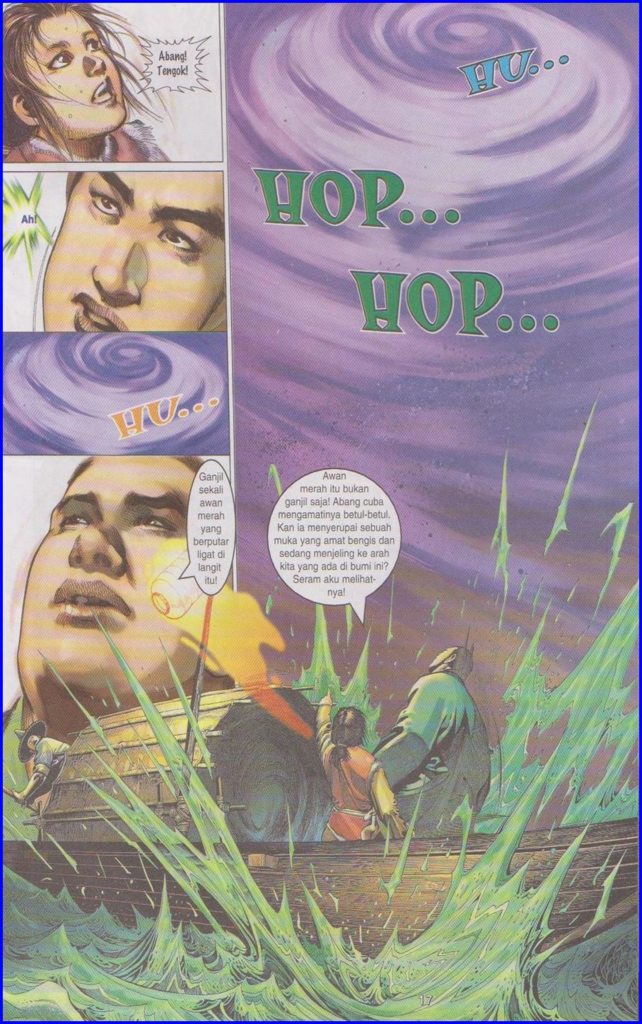 Abang!
Tengok!
Ah!
HU...
Ganjil
sekali
awan
merah
yang
berputar
ligat di
langit
itu!
HU...
HOP...
HOP...
Awan
merah itu bukan
ganjil saja! Abang cuba
mengamatinya betul-betul.
Kan ia menyerupai sebuah
muka yang amat bengis dan
sedang menjeling ke arah
kita yang ada di bumi ini?
Seram aku melihat-
nya!
17